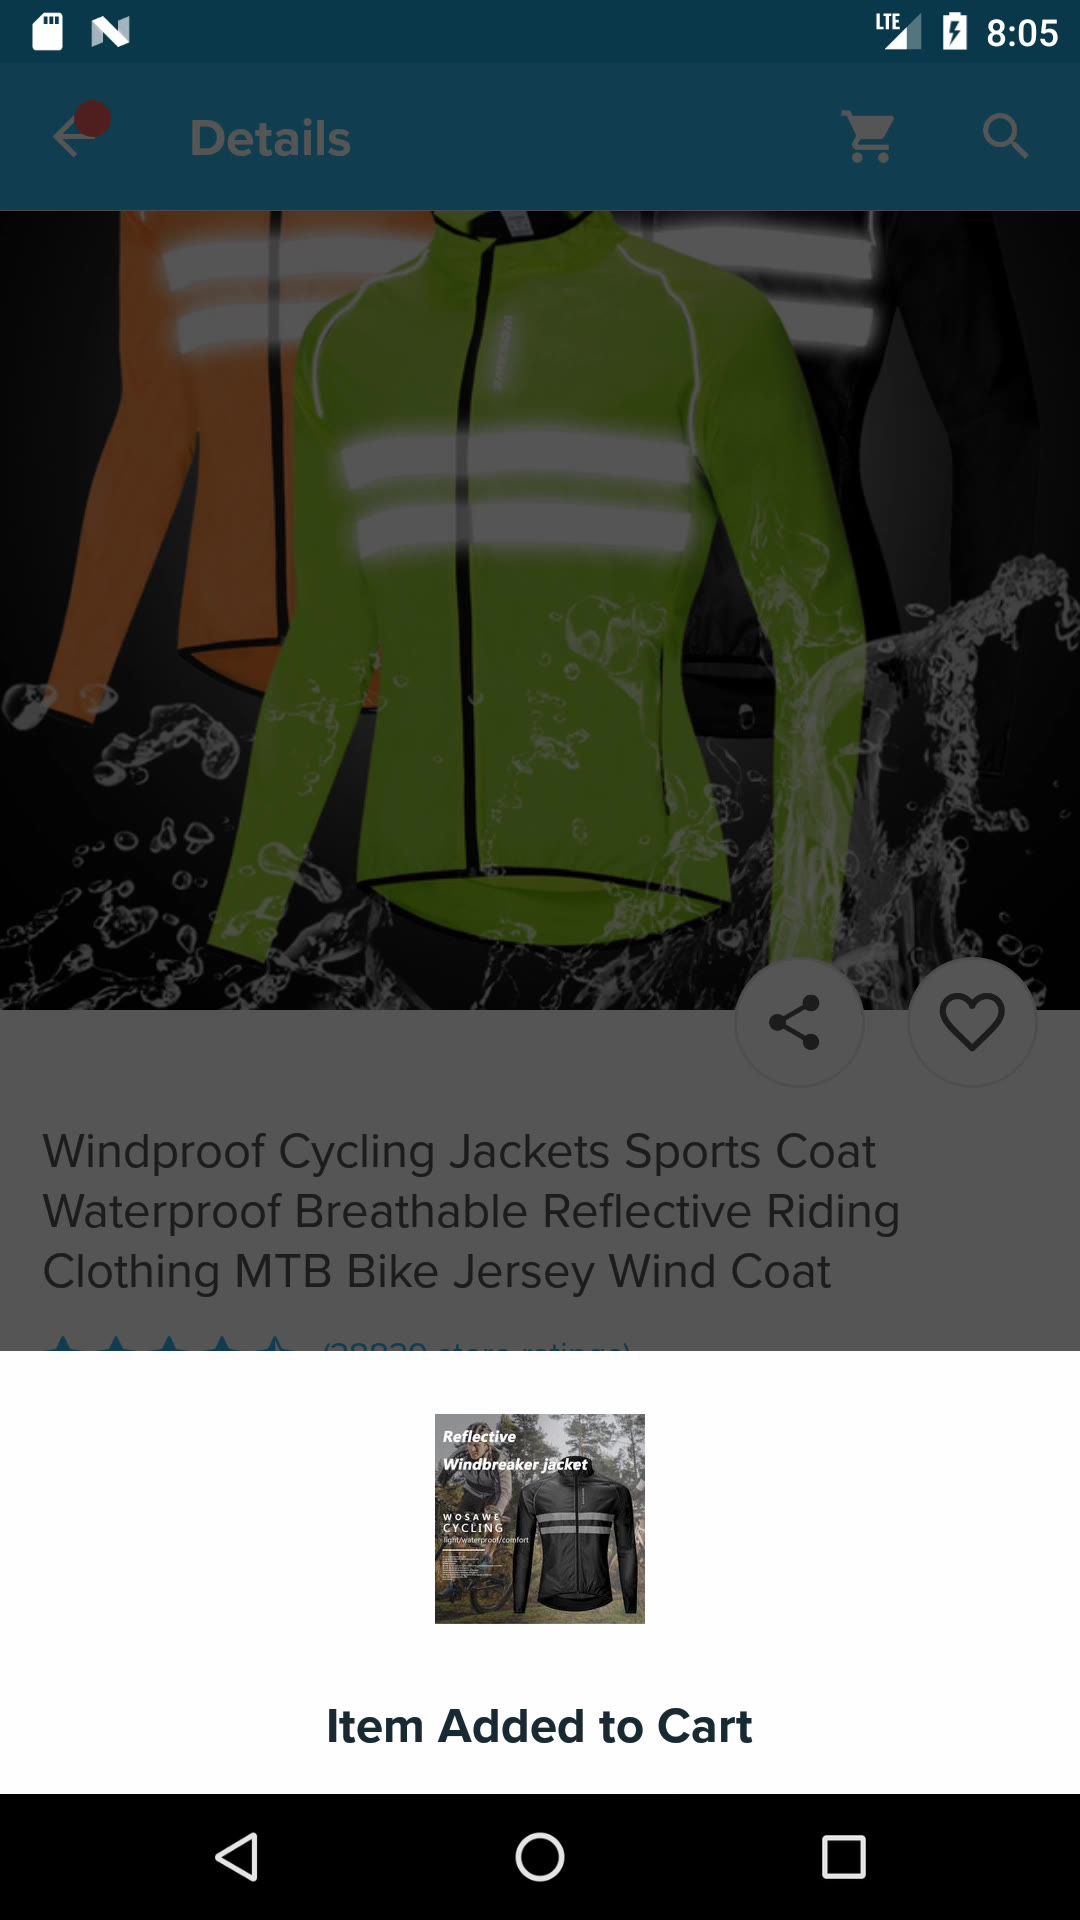 LTE 8:05
Details
Windproof Cycling Jackets Sports Coat
Waterproof Breathable Reflective Riding
Clothing MTB Bike Jersey Wind Coat
Reflective
Windbreaker jacket
WOSAWE
CYCLING
light/waterproof/comfort
Item Added to Cart